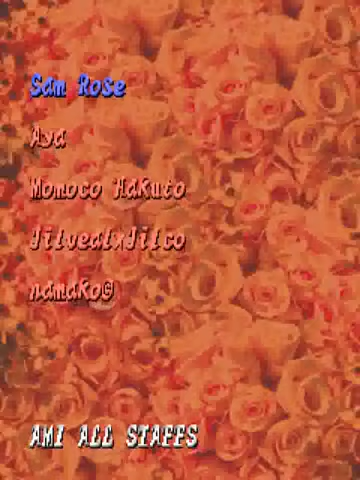 Sam Rose
Aya
Momoco Hakuto
namako@
AMI ALL STAFFS